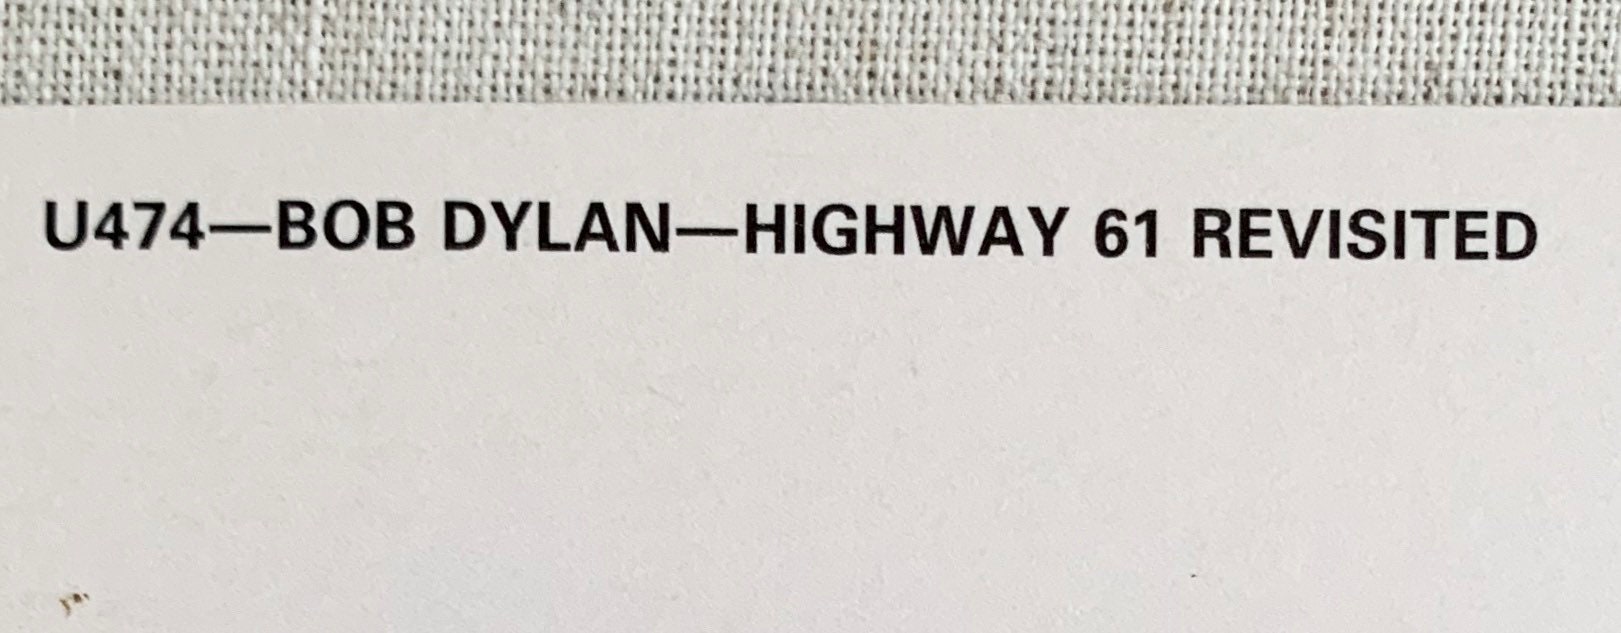 U474—BOB DYLAN—HIGHWAY 61 REVISITED